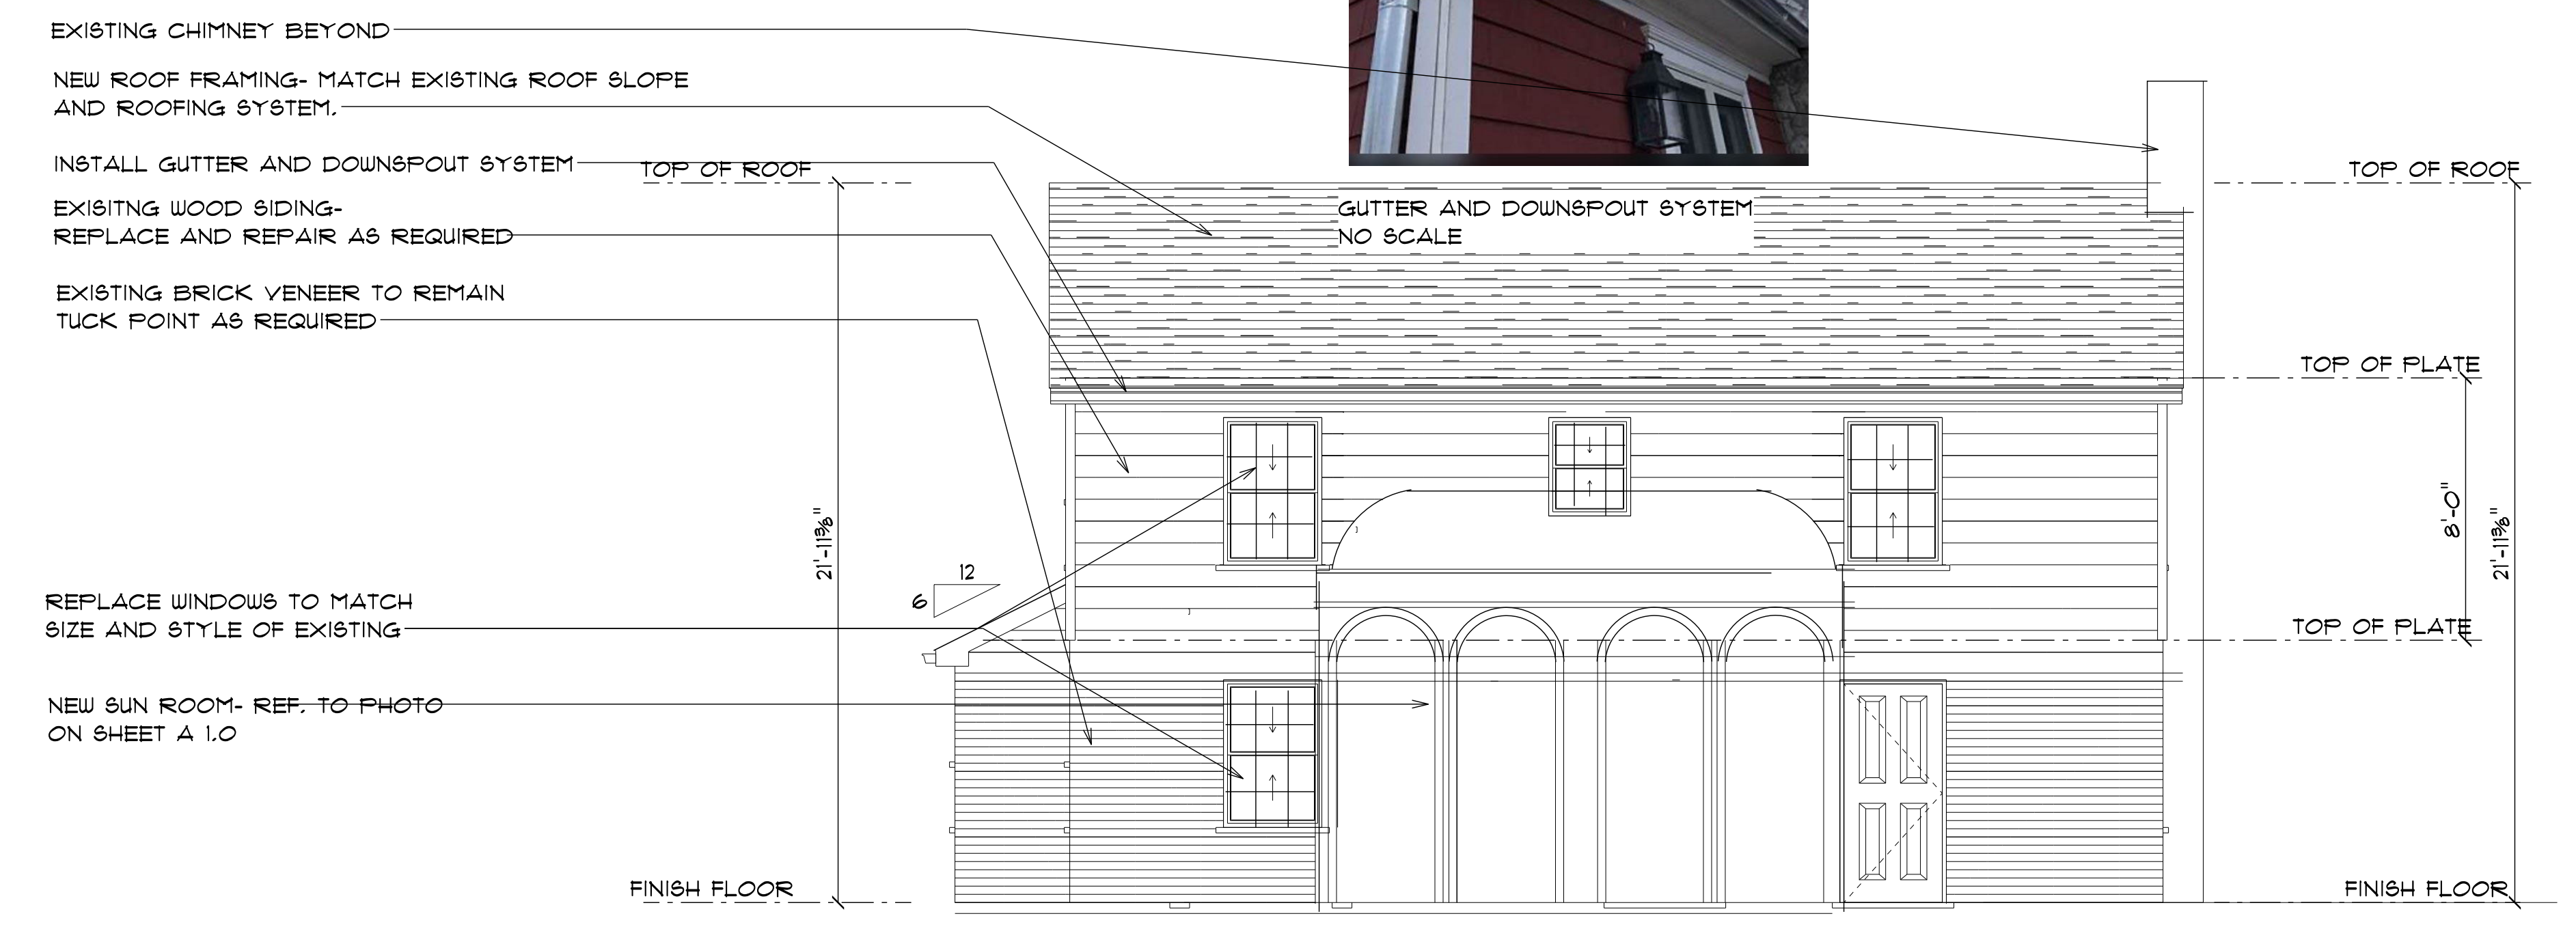 EXISTING CHIMNEY BEYOND
NEW ROOF FRAMING- MATCH EXISTING ROOF SLOPE
AND ROOFING SYSTEM.
INSTALL GUTTER AND DOWNSPOUT SYSTEM
TOP OF ROOF
TOP OF ROOF
EXISITNG WOOD SIDING-
REPLACE AND REPAIR AS REQUIRED
GUTTER AND DOWNSPOUT SYSTEM
NO SCALE
EXISTING BRICK VENEER TO REMAIN
TUCK POINT AS REQUIRED
TOP OF PLATE
21'-11⅜"
8'-0"
21'-11⅜"
12
6
REPLACE WINDOWS TO MATCH
SIZE AND STYLE OF EXISTING
TOP OF PLATE
NEW SUN ROOM- REF. TO PHOTO
ON SHEET A 1.0
FINISH FLOOR
FINISH FLOOR